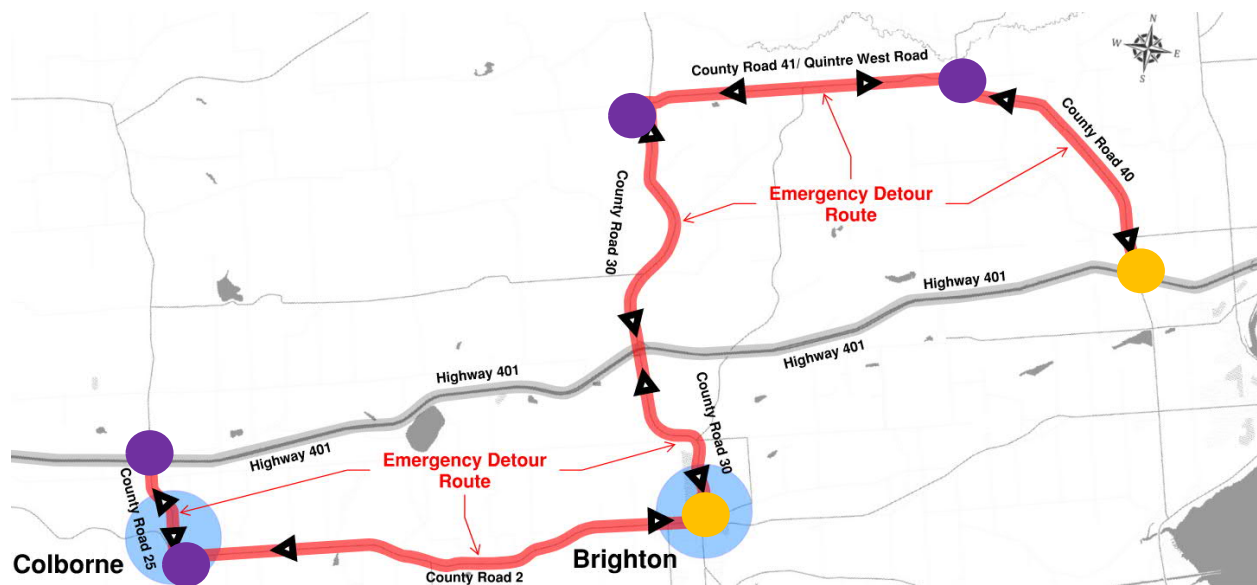 County Road 41/ Quintre West Road
N
W
E
S
County Road 40
Emergency Detour
Route
County Road 30
Highway 401
Highway 401
Highway 401
Highway 401
County Road 30
Emergency Detour
Route
County Road 25
Colborne
Brighton
County Road 2